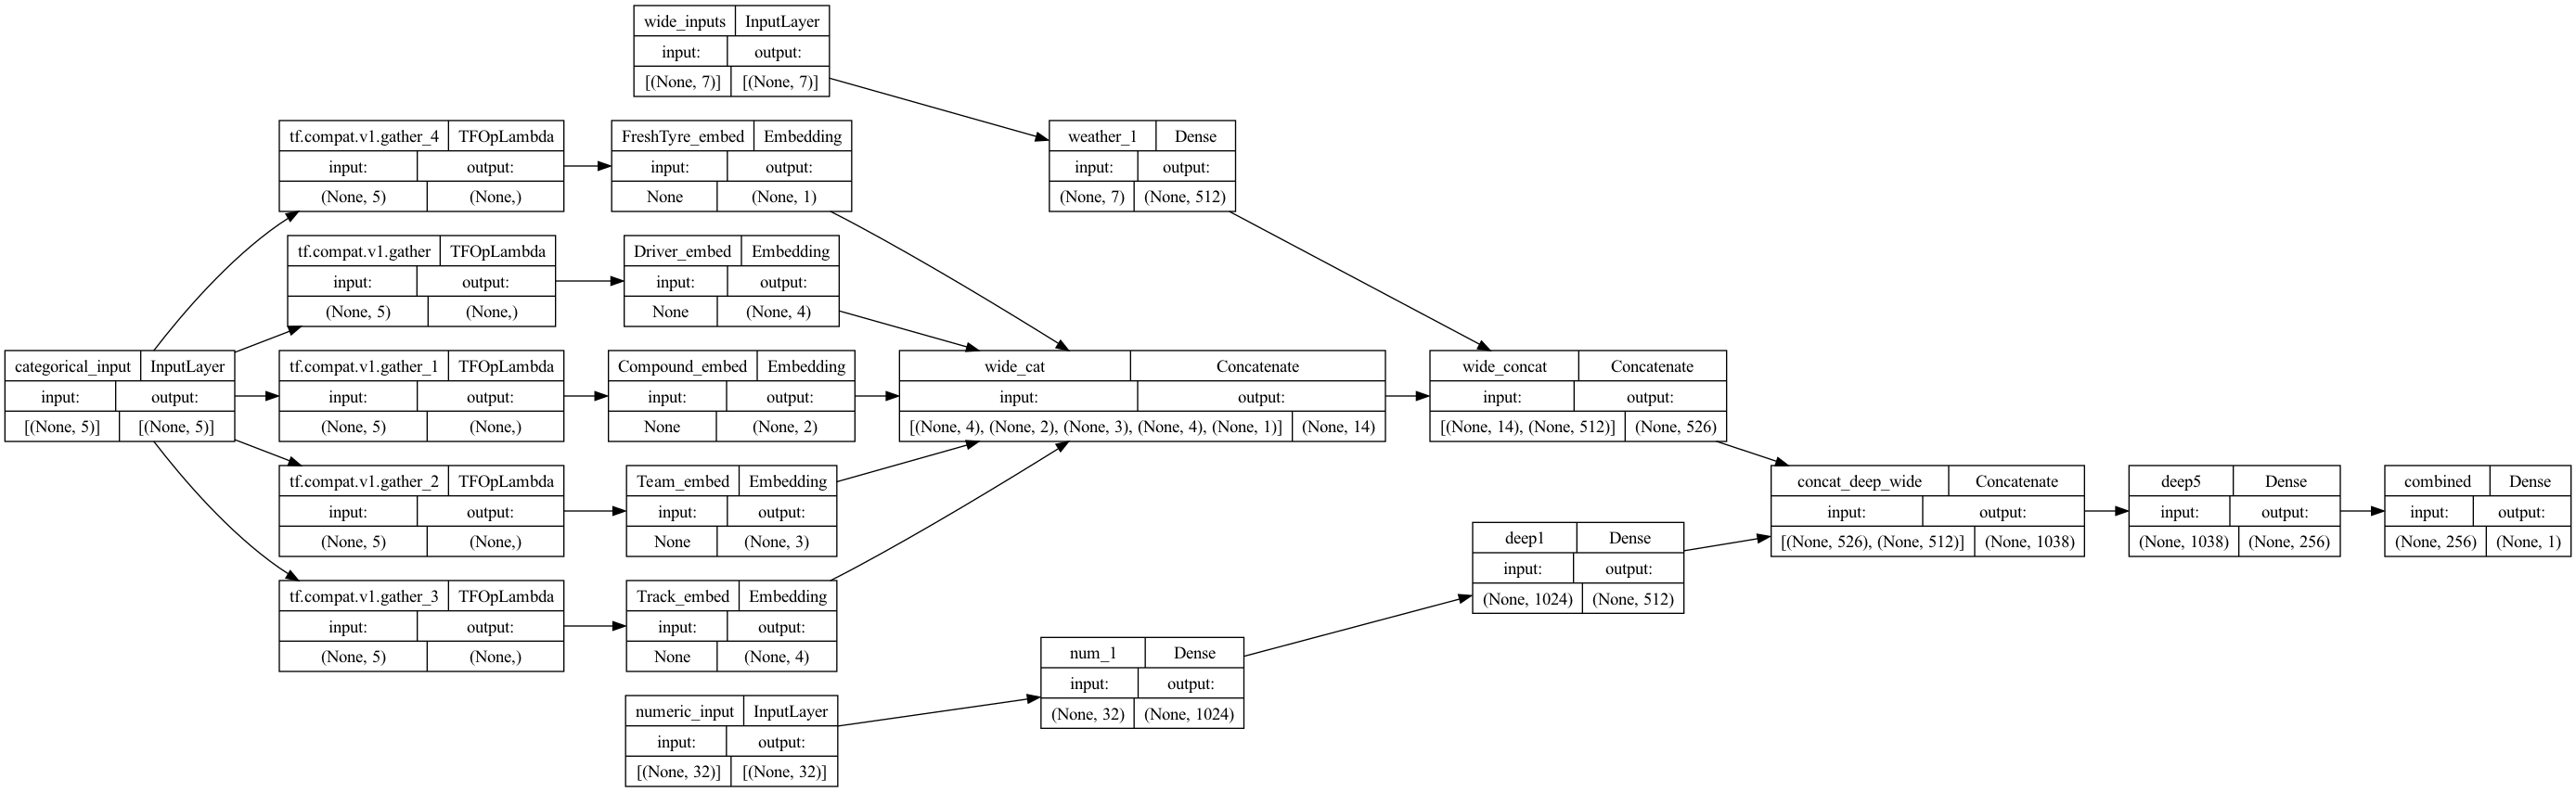 wide_inputs InputLayer
input: output:
[(None, 7)] [(None, 7)]
tf.compat.v1.gather_4 TFOpLambda
input: output:
(None, 5) (None,)
FreshTyre_embed Embedding
input: output:
None (None, 1)
weather_1 Dense
input: output:
(None, 7) (None, 512)
tf.compat.v1.gather TFOpLambda
input: output:
(None, 5) (None,)
Driver_embed Embedding
input: output:
None (None, 4)
categorical_input InputLayer
input: output:
[(None, 5)] [(None, 5)]
tf.compat.v1.gather_1 TFOpLambda
input: output:
(None, 5) (None,)
Compound_embed Embedding
input: output:
None (None, 2)
wide_cat Concatenate
input: output:
[(None, 4), (None, 2), (None, 3), (None, 4), (None, 1)] (None, 14)
wide_concat Concatenate
input: output:
[(None, 14), (None, 512)] (None, 526)
tf.compat.v1.gather_2 TFOpLambda
input: output:
(None, 5) (None,)
Team_embed Embedding
input: output:
None (None, 3)
concat_deep_wide Concatenate
input: output:
[(None, 526), (None, 512)] (None, 1038)
deep5 Dense
input: output:
(None, 1038) (None, 256)
combined Dense
input: output:
(None, 256) (None, 1)
deep1 Dense
input: output:
(None, 1024) (None, 512)
tf.compat.v1.gather_3 TFOpLambda
input: output:
(None, 5) (None,)
Track_embed Embedding
input: output:
None (None, 4)
num_1 Dense
input: output:
(None, 32) (None, 1024)
numeric_input InputLayer
input: output:
[(None, 32)] [(None, 32)]